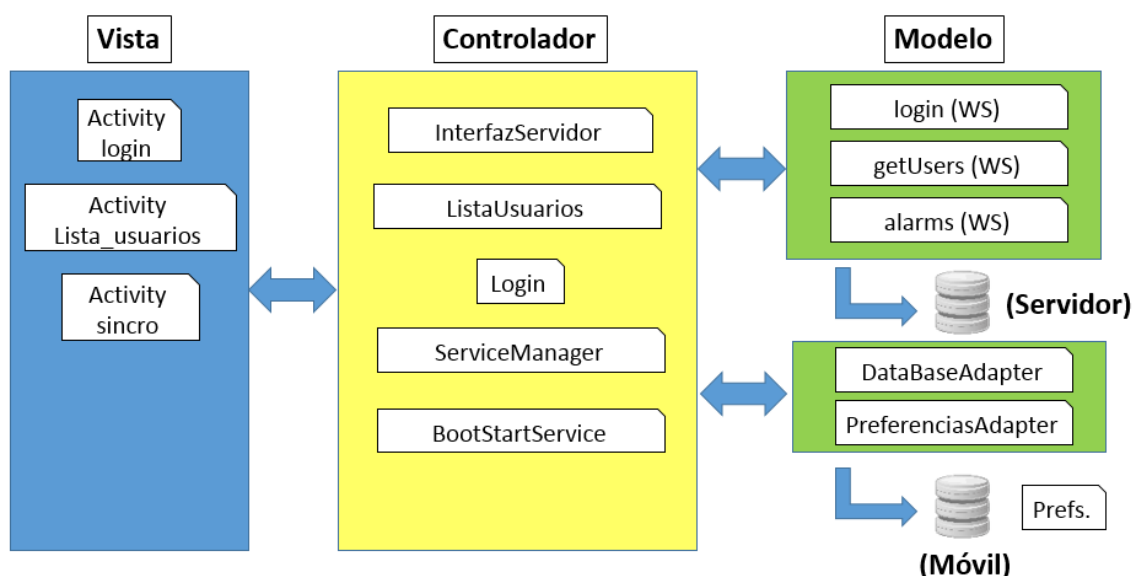 Vista
Controlador
Modelo
Activity
login
Activity
Lista_usuarios
Activity
sincro
InterfazServidor
ListaUsuarios
Login
ServiceManager
BootStartService
login (WS)
getUsers (WS)
alarms (WS)
(Servidor)
DataBaseAdapter
PreferenciasAdapter
Prefs.
(Móvil)